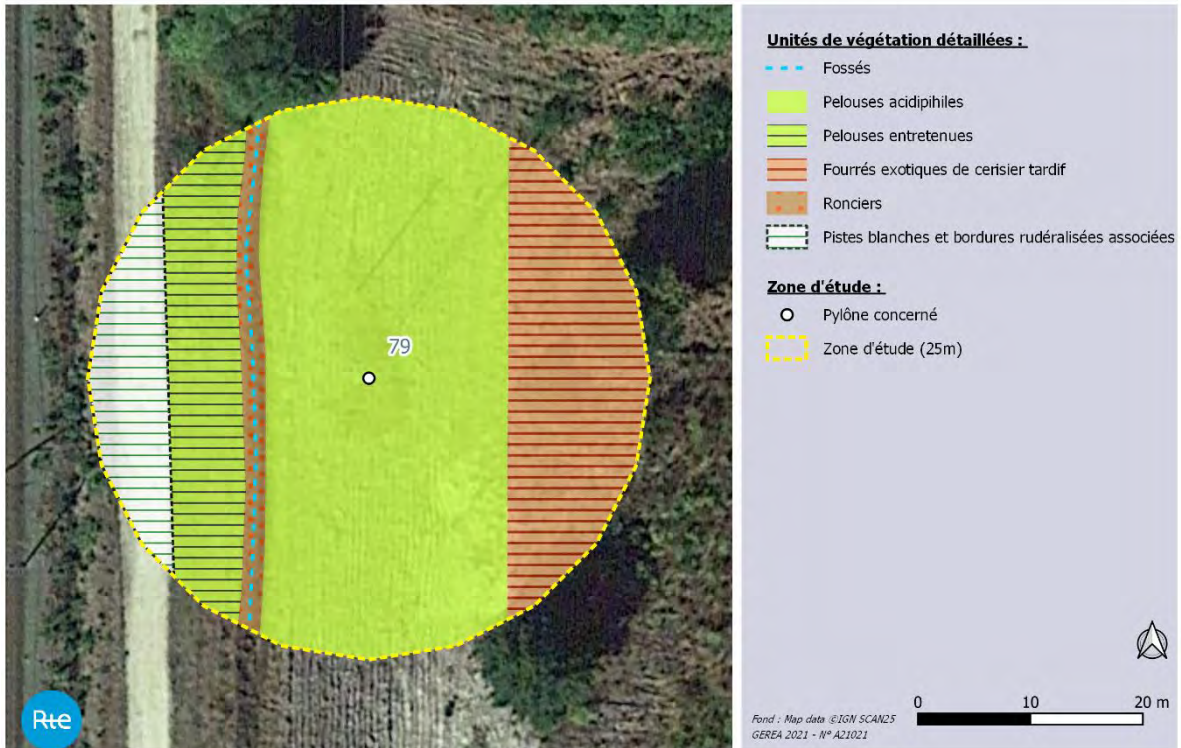 79
Rte
Unités de végétation détaillées :
Fossés
Pelouses acidipihiles
Pelouses entretenues
Fourrés exotiques de cerisier tardif
Ronciers
Pistes blanches et bordures rudéralisées associées
Zone d'étude :
Pylône concerné
Zone d'étude (25m)
0 10 20 m
Fond : Map data ©IGN SCAN25
GEREA 2021 - N° A21021